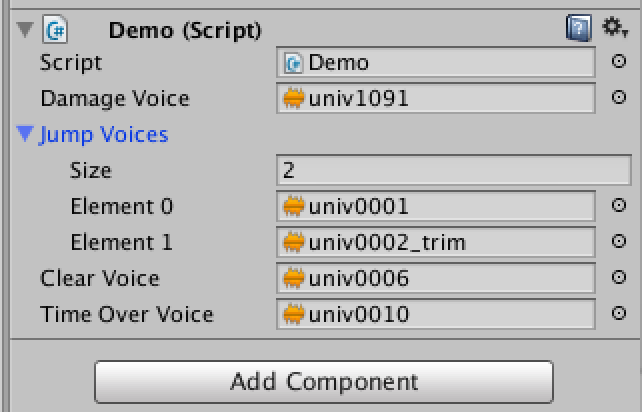 Demo (Script)
Script Demo
Damage Voice univ1091
Jump Voices
Size 2
Element 0 univ0001
Element 1 univ0002_trim
Clear Voice univ0006
Time Over Voice univ0010
Add Component